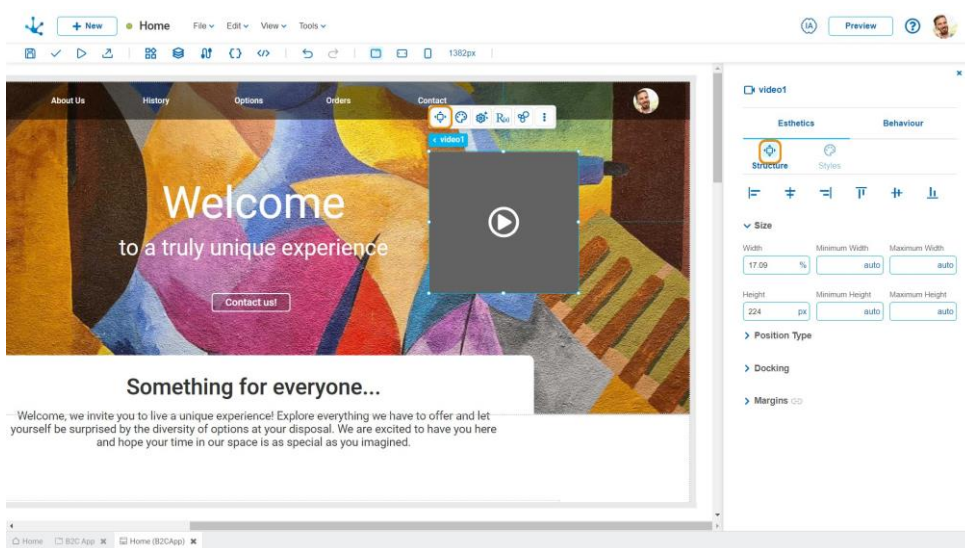 + New
Home
File
Edit
View
Tools
IA
Preview
?
1382px
About Us
History
Options
Orders
Contact
video1
Welcome
to a truly unique experience
Contact us!
Something for everyone...
Welcome, we invite you to live a unique experience! Explore everything we have to offer and let
yourself be surprised by the diversity of options at your disposal. We are excited to have you here
and hope your time in our space is as special as you imagined.
video1
Esthetics
Behaviour
Structure
Styles
Size
Width
Minimum Width
Maximum Width
17.09 %
auto
auto
Height
Minimum Height
Maximum Height
224 px
auto
auto
Position Type
Docking
Margins
Home
B2C App
Home (B2CApp)